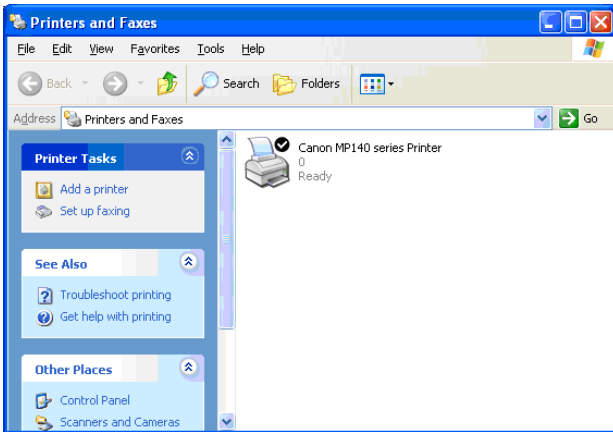 Printers and Faxes
File Edit View Favorites Tools Help
Back Search Folders
Address Printers and Faxes Go
Printer Tasks
Add a printer
Set up faxing
See Also
Troubleshoot printing
Get help with printing
Other Places
Control Panel
Scanners and Cameras
Canon MP140 series Printer
0
Ready